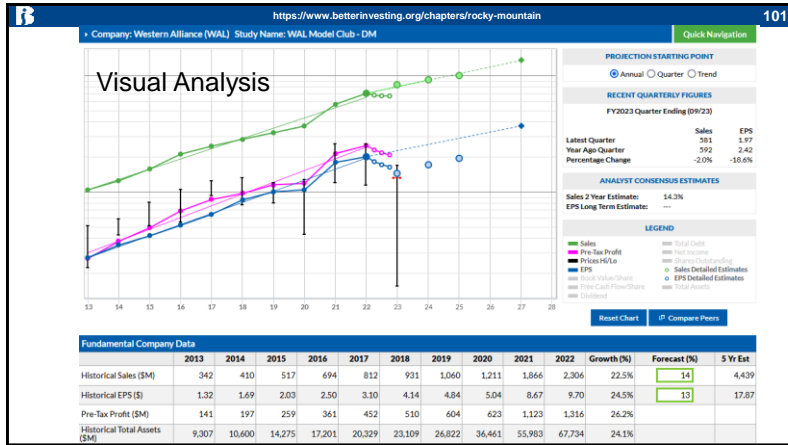 https://www.betterinvesting.org/chapters/rocky-mountain
101
Company: Western Alliance (WAL) Study Name: WAL Model Club - DM
Quick Navigation
Visual Analysis
13 14 15 16 17 18 19 20 21 22 23 24 25 26 27 28
PROJECTION STARTING POINT
Annual Quarter Trend
RECENT QUARTERLY FIGURES
FY2023 Quarter Ending (09/23)
Sales EPS
Latest Quarter 581 1.97
Year Ago Quarter 592 2.42
Percentage Change -2.0% -18.6%
ANALYST CONSENSUS ESTIMATES
Sales 2 Year Estimate: 14.3%
EPS Long Term Estimate: ---
LEGEND
Sales Total Debt
Pre-Tax Profit Net Income
Prices Hi/Lo Shares Outstanding
EPS Sales Detailed Estimates
Book Value/Share EPS Detailed Estimates
Free Cash Flow/Share Total Assets
Dividend
Reset Chart Compare Peers
Fundamental Company Data
2013 2014 2015 2016 2017 2018 2019 2020 2021 2022 Growth (%) Forecast (%) 5 Yr Est
Historical Sales ($M) 342 410 517 694 812 931 1,060 1,211 1,866 2,306 22.5% 14 4,439
Historical EPS ($) 1.32 1.69 2.03 2.50 3.10 4.14 4.84 5.04 8.67 9.70 24.5% 13 17.87
Pre-Tax Profit ($M) 141 197 259 361 452 510 604 623 1,123 1,316 26.2%
Historical Total Assets
($M) 9,307 10,600 14,275 17,201 20,329 23,109 26,822 36,461 55,983 67,734 24.1%